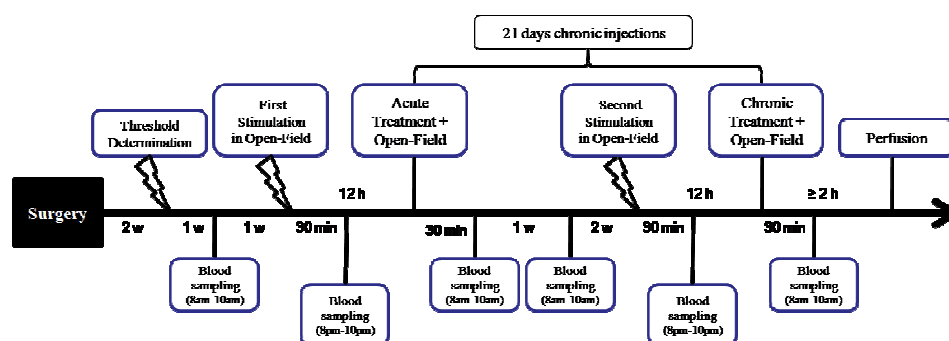 21 days chronic injections
First
Stimulation
in Open-Field
Acute
Treatment +
Open-Field
Second
Stimulation
in Open-Field
Chronic
Treatment +
Open-Field
Threshold
Determination
Perfusion
Surgery
12 h
12 h
≥ 2 h
2 w
1 w
1 w
90 min
30 min
1 w
2 w
90 min
30 min
Blood
sampling
(8am-10am)
Blood
sampling
(8pm-10pm)
Blood
sampling
(8am-10am)
Blood
sampling
(8am-10am)
Blood
sampling
(8pm-10pm)
Blood
sampling
(8am-10am)